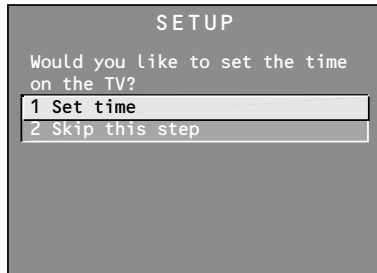 SETUP
Would you like to set the time
on the TV?
1 Set time
2 Skip this step